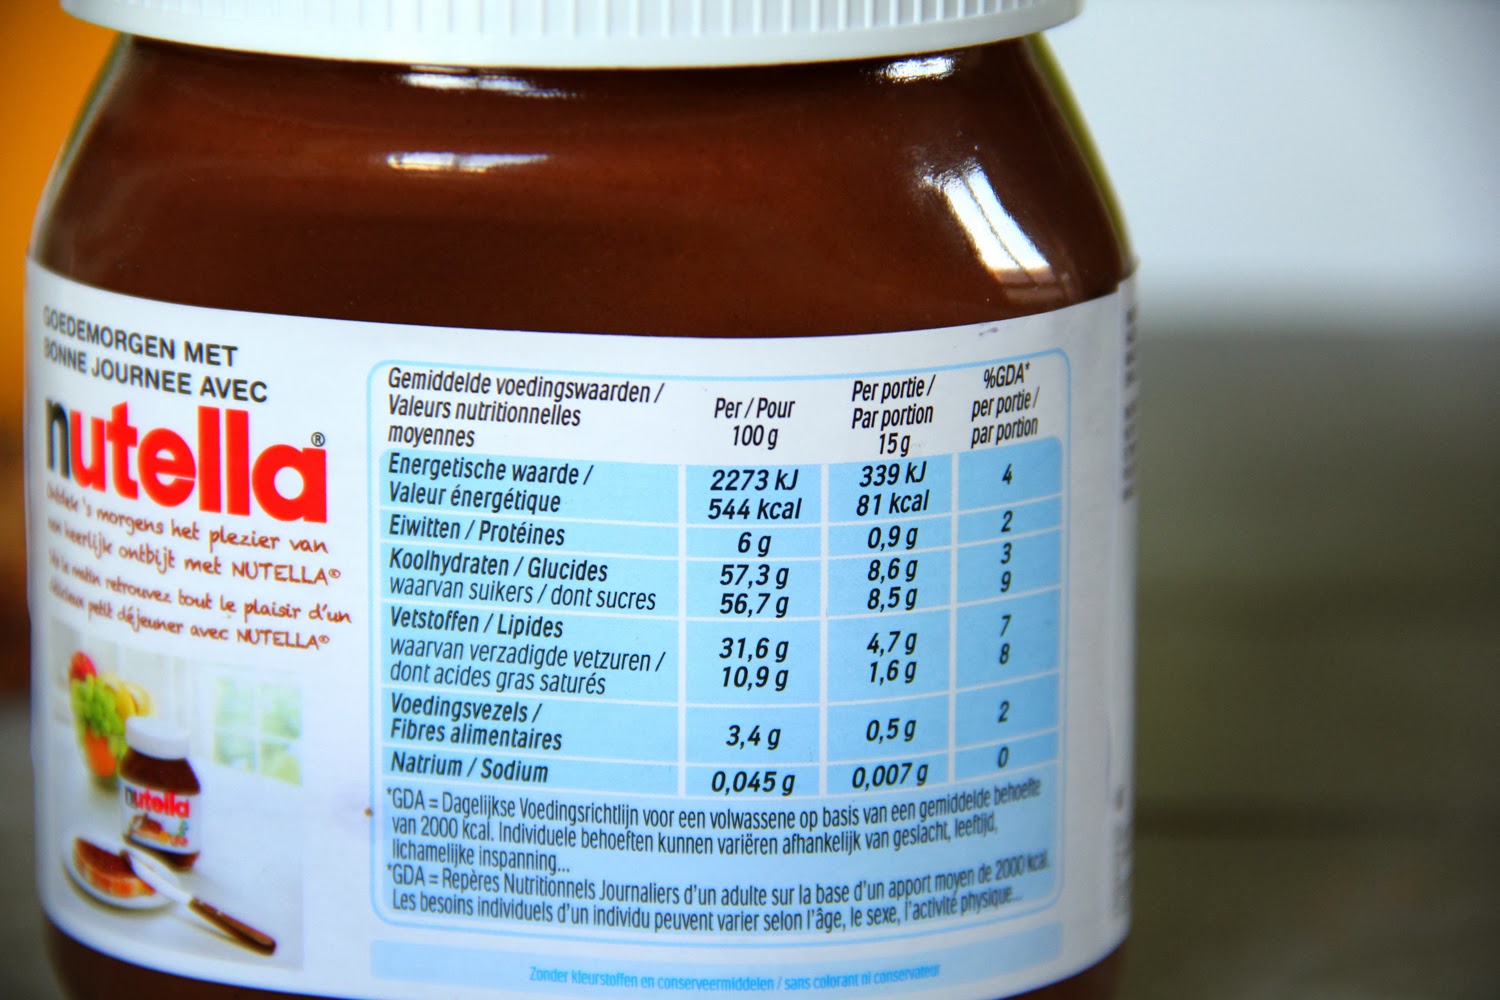 GOEDEMORGEN MET
BONNE JOURNEE AVEC
nutella®
Ontdek 's morgens het plezier van
een heerlijk ontbijt met NUTELLA®
le matin retrouvez tout le plaisir d'un
délicieux petit déjeuner avec NUTELLA®
nutella
Gemiddelde voedingswaarden /
Valeurs nutritionnelles
moyennes
Per / Pour
100 g
Per portie /
Par portion
15 g
%GDA*
per portie /
par portion
Energetische waarde / 2273 kJ 339 kJ 4
Valeur énergétique 544 kcal 81 kcal
Eiwitten / Protéines 6 g 0,9 g 2
Koolhydraten / Glucides 57,3 g 8,6 g 3
waarvan suikers / dont sucres 56,7 g 8,5 g 9
Vetstoffen / Lipides 31,6 g 4,7 g 7
waarvan verzadigde vetzuren /
dont acides gras saturés 10,9 g 1,6 g 8
Voedingsvezels /
Fibres alimentaires 3,4 g 0,5 g 2
Natrium / Sodium 0,045 g 0,007 g 0
*GDA = Dagelijkse Voedingsrichtlijn voor een volwassene op basis van een gemiddelde behoefte
van 2000 kcal. Individuele behoeften kunnen variëren afhankelijk van geslacht, leeftijd,
lichamelijke inspanning...
*GDA = Repères Nutritionnels Journaliers d'un adulte sur la base d'un apport moyen de 2000 kcal.
Les besoins individuels d'un individu peuvent varier selon l'âge, le sexe, l'activité physique...
Zonder kleurstoffen en conserveermiddelen / sans colorant ni conservateur